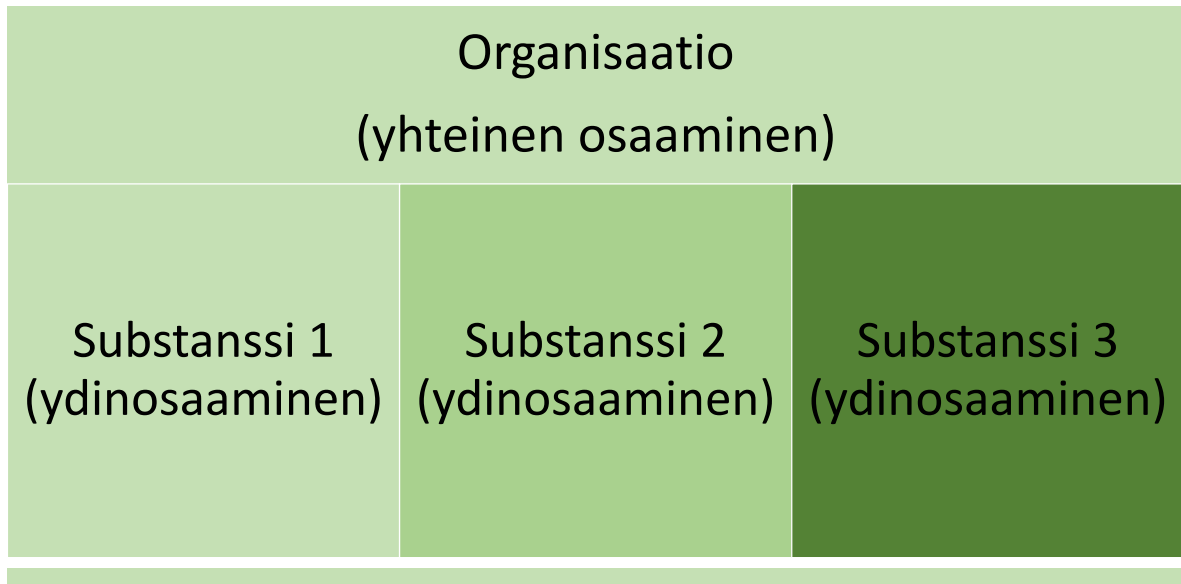 Organisaatio
(yhteinen osaaminen)
Substanssi 1
(ydinosaaminen)
Substanssi 2
(ydinosaaminen)
Substanssi 3
(ydinosaaminen)